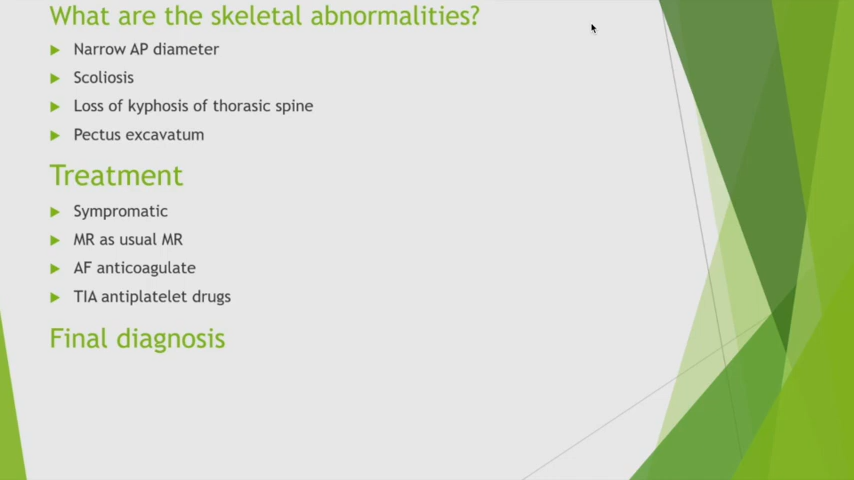 What are the skeletal abnormalities?
Narrow AP diameter
Scoliosis
Loss of kyphosis of thorasic spine
Pectus excavatum
Treatment
Sympromatic
MR as usual MR
AF anticoagulate
TIA antiplatelet drugs
Final diagnosis